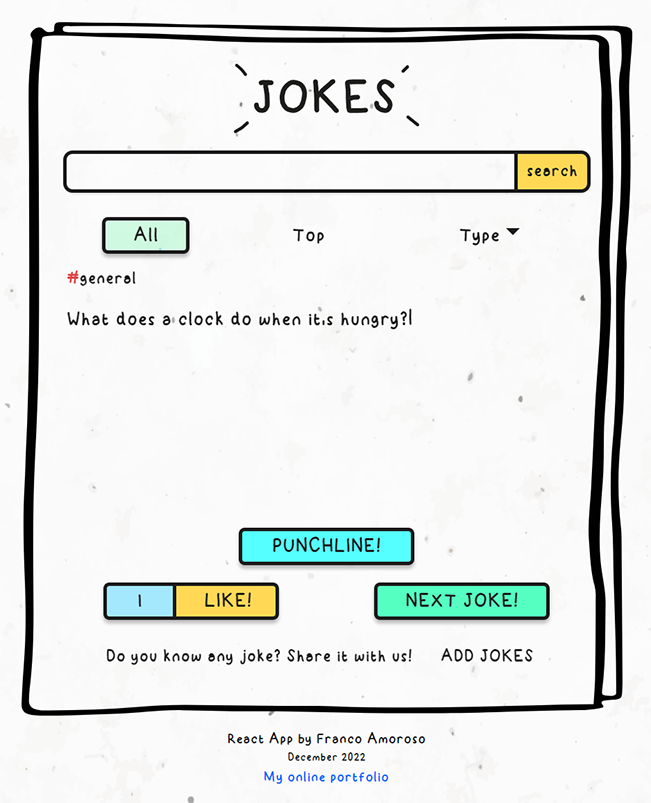 JOKES
search
All Top Type
#general
What does a clock do when it.s hungry?|
PUNCHLINE!
1 LIKE! NEXT JOKE!
Do you know any joke? Share it with us! ADD JOKES
React App by Franco Amoroso
December 2022
My online portfolio